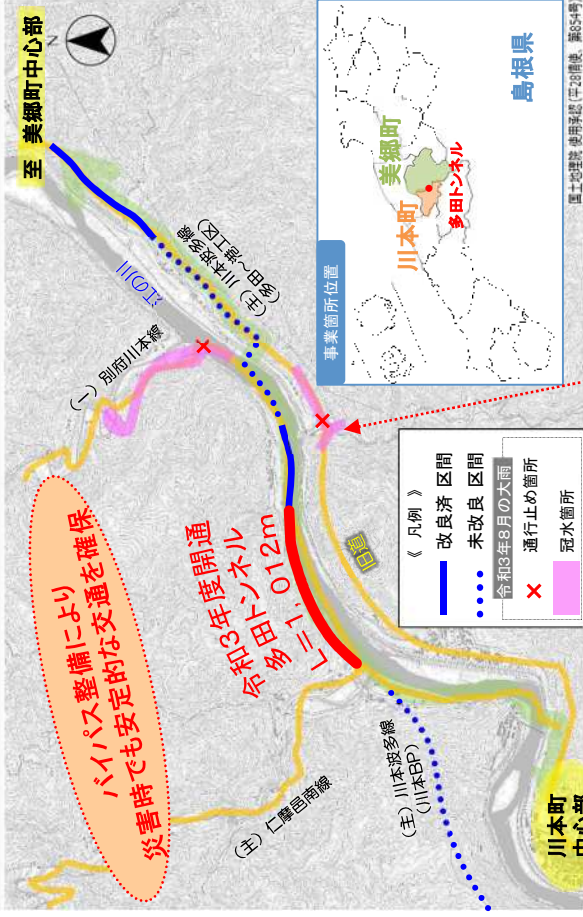 至 美郷町中心部
N
江の川
(主)川本波多線
(多田~港工区)
(一)別府川本線
バイパス整備により
災害時でも安定的な交通を確保
令和3年度開通
多田トンネル
L=1,012m
旧道
(主)仁摩邑南線
(主)川本波多線
(川本BP)
川本町
中心部
《 凡例 》
改良済 区間
未改良 区間
令和3年8月の大雨
通行止め箇所
冠水箇所
事業箇所位置
島根県
美郷町
川本町
多田トンネル
国土地理院 使用承認(平28情使、第854号)